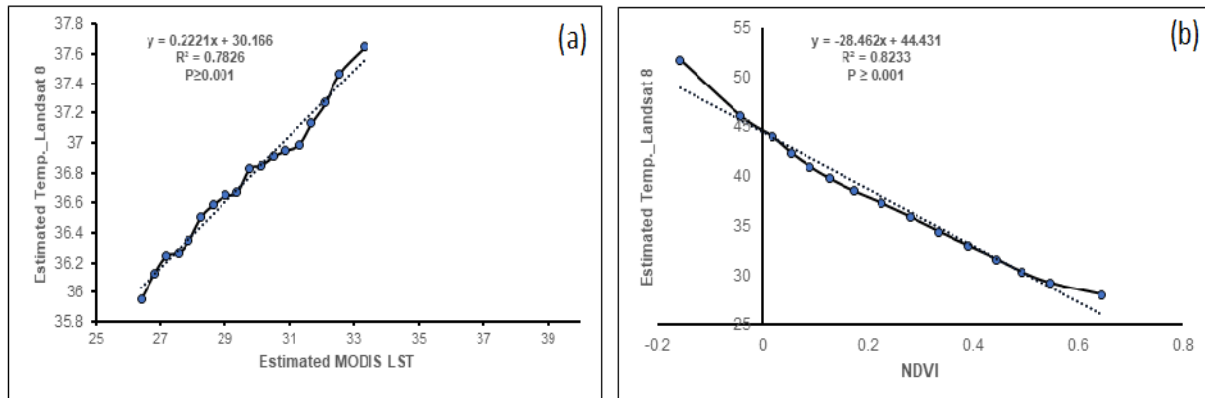 (a)
y = 0.2221x + 30.166
R² = 0.7826
P≥0.001
Estimated Temp._Landsat 8
37.8
37.6
37.4
37.2
37
36.8
36.6
36.4
36.2
36
35.8
25
27
29
31
33
35
37
39
Estimated MODIS LST
(b)
y = -28.462x + 44.431
R² = 0.8233
P ≥ 0.001
Estimated Temp._Landsat 8
55
50
45
40
35
30
25
-0.2
0
0.2
0.4
0.6
0.8
NDVI